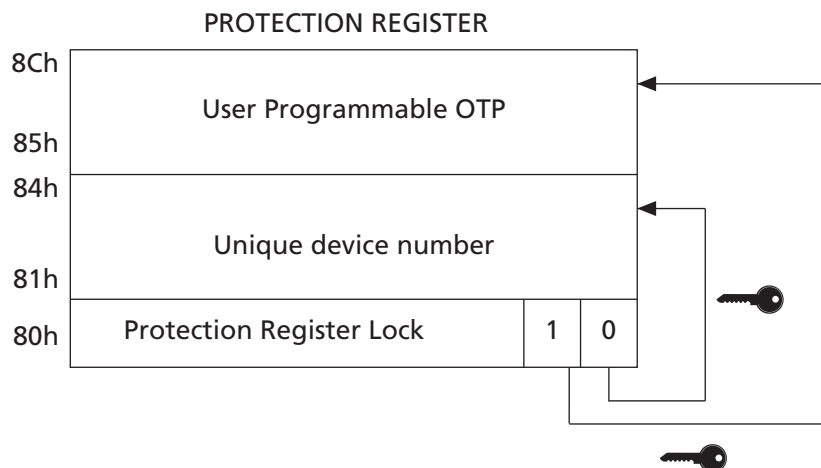 PROTECTION REGISTER
8Ch
User Programmable OTP
85h
84h
Unique device number
81h
80h
Protection Register Lock
1
0